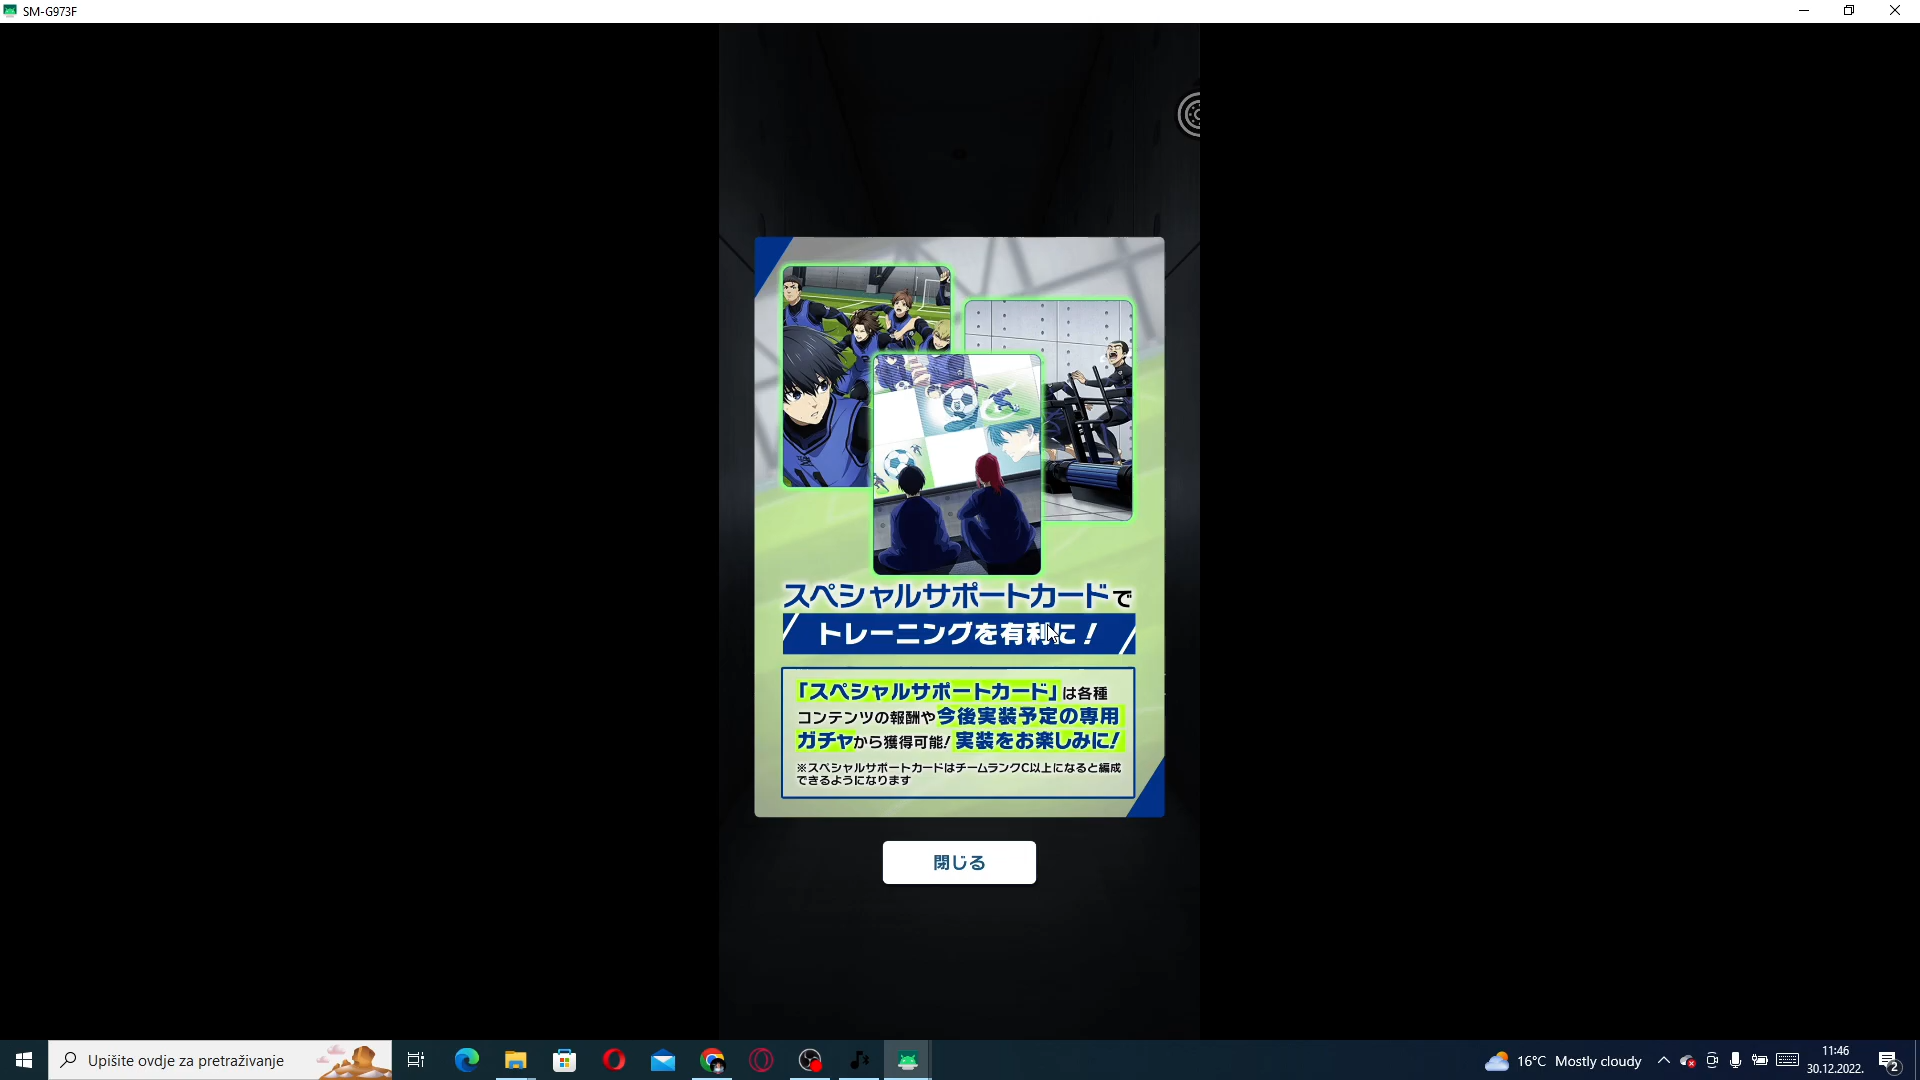 SM-G973F
スペシャルサポートカードで
トレーニングを有利に！
「スペシャルサポートカード」は各種
コンテンツの報酬や今後実装予定の専用
ガチャから獲得可能！実装をお楽しみに！
※スペシャルサポートカードはチームランクC以上になると編成
できるようになります
閉じる
Upišite ovdje za pretraživanje
16°C Mostly cloudy
11:46
30.12.2022.
2